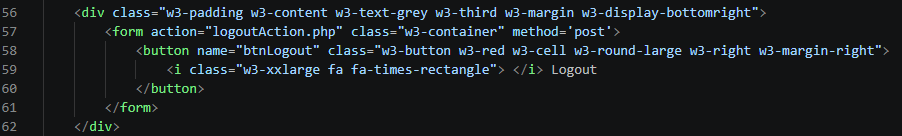 56 <div class="w3-padding w3-content w3-text-grey w3-third w3-margin w3-display-bottomright">
57 <form action="logoutAction.php" class="w3-container" method='post'>
58 <button name="btnLogout" class="w3-button w3-red w3-cell w3-round-large w3-right w3-margin-right">
59 <i class="w3-xxlarge fa fa-times-rectangle"> </i> Logout
60 </button>
61 </form>
62 </div>